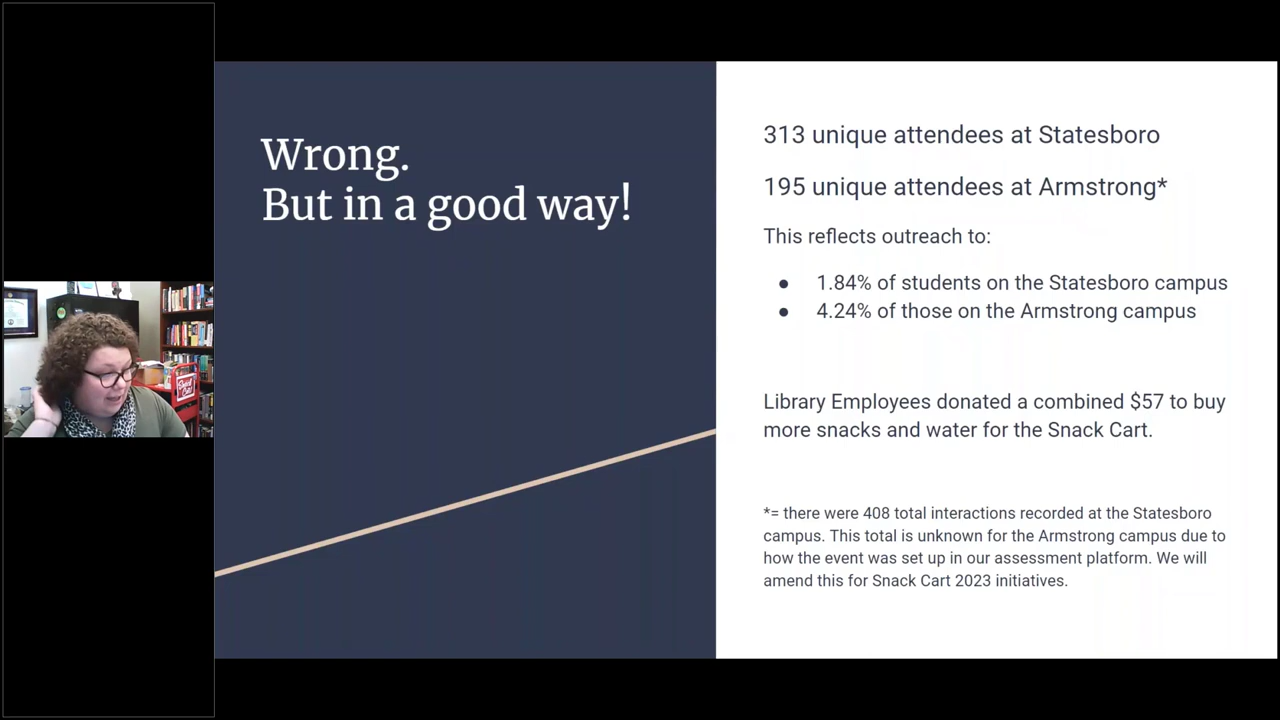 Wrong.
But in a good way!
313 unique attendees at Statesboro
195 unique attendees at Armstrong*
This reflects outreach to:
● 1.84% of students on the Statesboro campus
● 4.24% of those on the Armstrong campus
Library Employees donated a combined $57 to buy
more snacks and water for the Snack Cart.
*= there were 408 total interactions recorded at the Statesboro
campus. This total is unknown for the Armstrong campus due to
how the event was set up in our assessment platform. We will
amend this for Snack Cart 2023 initiatives.